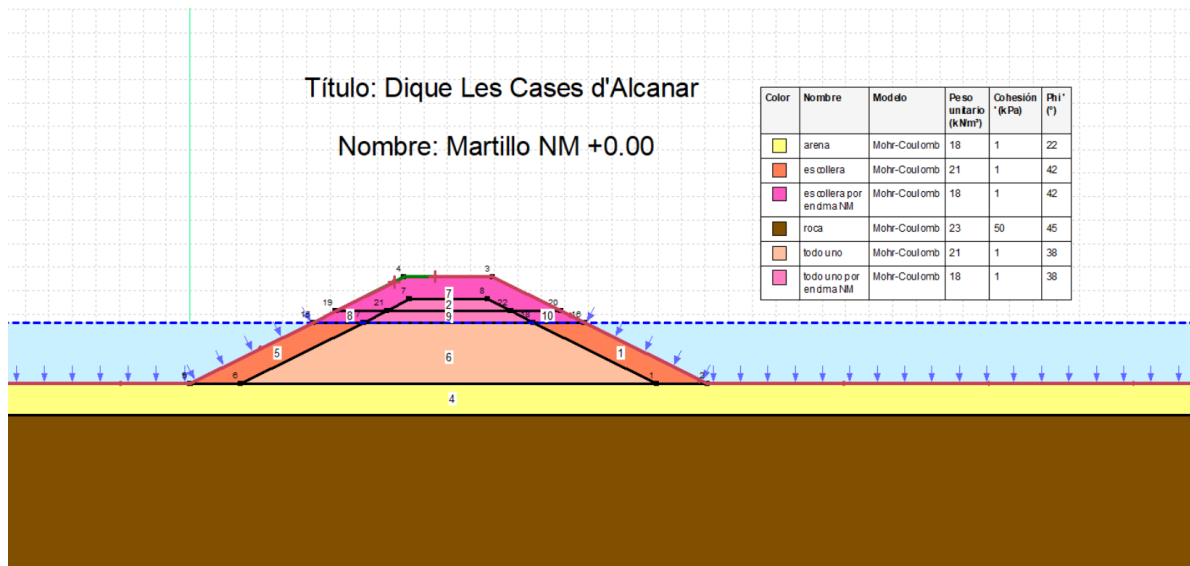 Título: Dique Les Cases d'Alcanar
Nombre: Martillo NM +0.00
Color Nombre Modelo Peso unitario (kN/m³) Cohesión ' (kPa) Phi' (°)
arena Mohr-Coulomb 18 1 22
escollera Mohr-Coulomb 21 1 42
escollera por encima NM Mohr-Coulomb 18 1 42
roca Mohr-Coulomb 23 50 45
todo uno Mohr-Coulomb 21 1 38
todo uno por encima NM Mohr-Coulomb 18 1 38
4 3
7 8
7
2
19 21 22 20
8 9 10
16
5 6 1
6 1 2
4